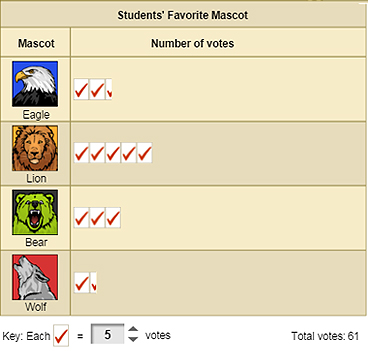 Students' Favorite Mascot
Mascot Number of votes
Eagle
Lion
Bear
Wolf
Key: Each = 5 votes Total votes: 61